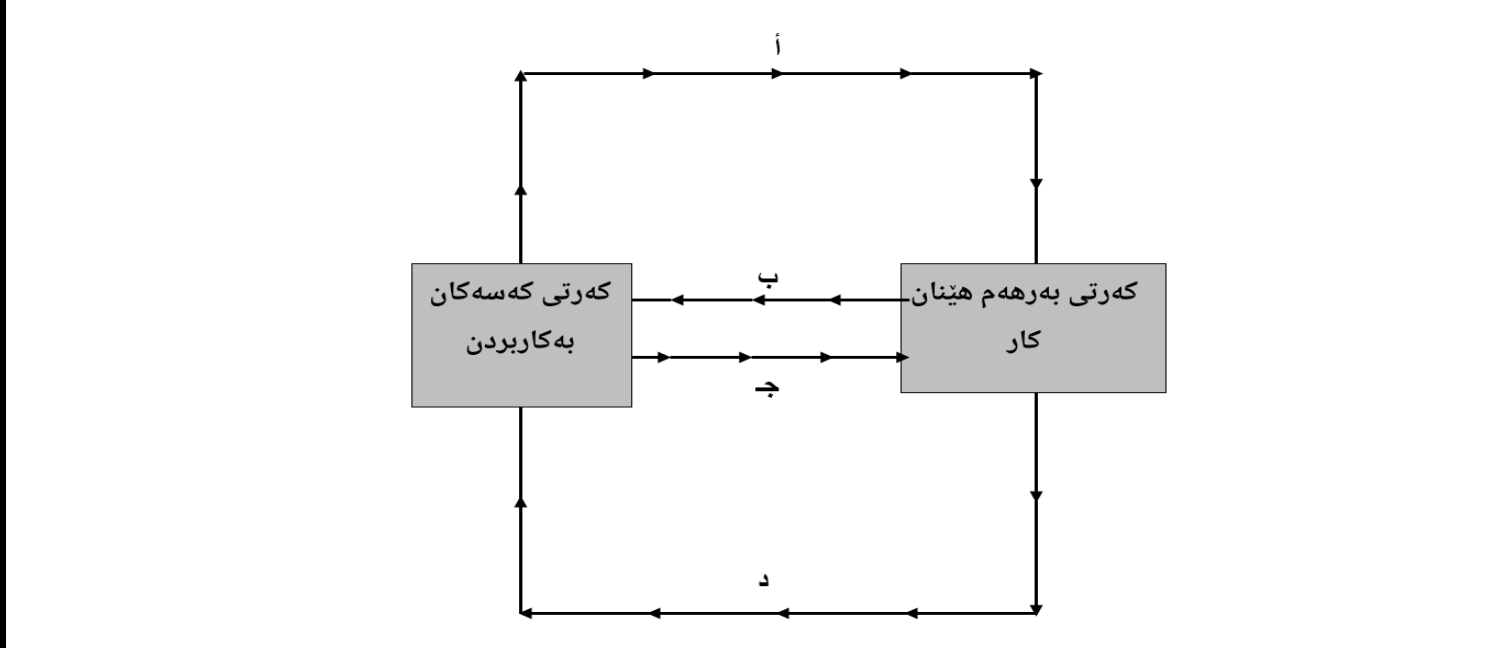 أ
کەرتی بەرهەم هێنان
کار
ب
جـ
کەرتی کەسەکان
بەکاربردن
د